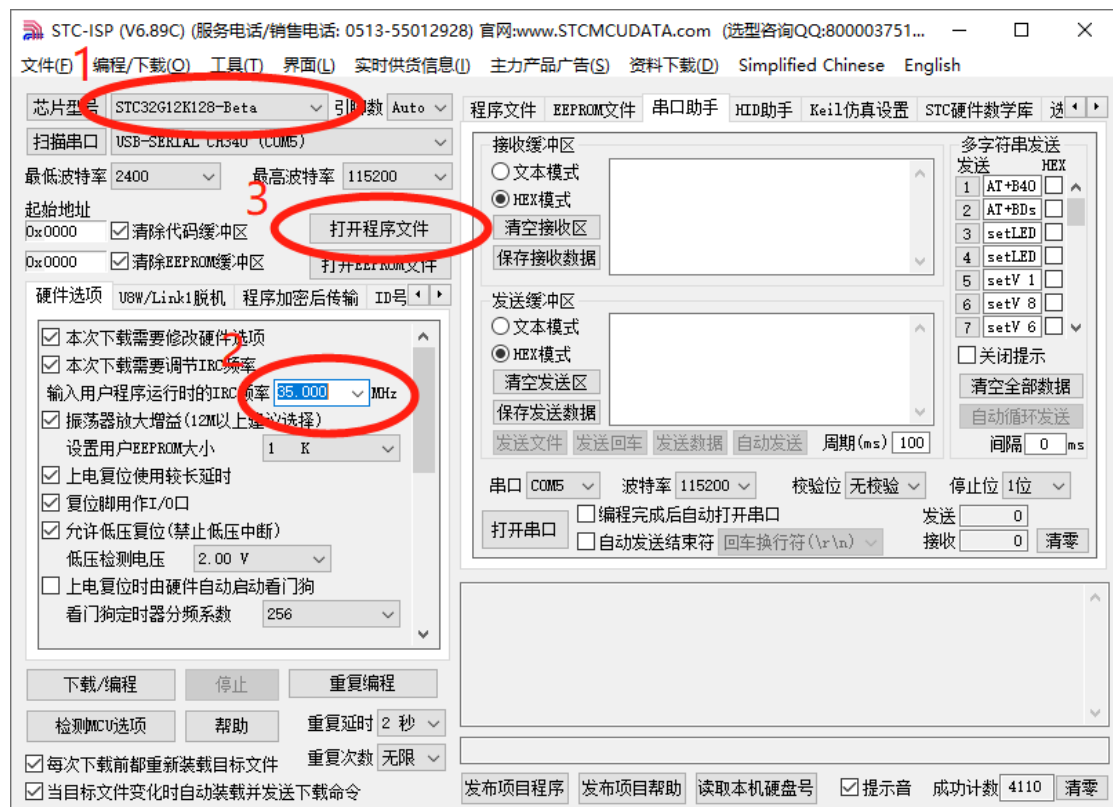 STC-ISP (V6.89C) (服务电话/销售电话: 0513-55012928) 官网:www.STCMCUDATA.com (选型咨询QQ:800003751...
文件(F) 编程/下载(O) 工具(T) 界面(L) 实时供货信息(I) 主力产品广告(S) 资料下载(D) Simplified Chinese English
1
芯片型号 STC32G12K128-Beta 引脚数 Auto
扫描串口 USB-SERIAL CH340 (COM5)
最低波特率 2400 最高波特率 115200
3
起始地址
0x0000 清除代码缓冲区 打开程序文件
0x0000 清除EEPROM缓冲区 打开EEPROM文件
硬件选项 U8W/Link1脱机 程序加密后传输 ID号
本次下载需要修改硬件选项
2
本次下载需要调节IRC频率
输入用户程序运行时的IRC频率 35.000 MHz
振荡器放大增益(12M以上建议选择)
设置用户EEPROM大小 1 K
上电复位使用较长延时
复位脚用作I/O口
允许低压复位(禁止低压中断)
低压检测电压 2.00 V
上电复位时由硬件自动启动看门狗
看门狗定时器分频系数 256
下载/编程 停止 重复编程
检测MCU选项 帮助 重复延时 2 秒
每次下载前都重新装载目标文件 重复次数 无限
当目标文件变化时自动装载并发送下载命令
程序文件 EEPROM文件 串口助手 HID助手 Keil仿真设置 STC硬件数学库 选
接收缓冲区
文本模式
HEX模式
清空接收区
保存接收数据
多字符串发送
发送 HEX
1 AT+B40
2 AT+BDs
3 setLED
4 setLED
5 setV 1
6 setV 8
7 setV 6
发送缓冲区
文本模式
HEX模式
清空发送区
保存发送数据
关闭提示
清空全部数据
自动循环发送
间隔 0 ms
发送文件 发送回车 发送数据 自动发送 周期(ms) 100
串口 COM5 波特率 115200 校验位 无校验 停止位 1位
打开串口 编程完成后自动打开串口 发送 0
自动发送结束符 回车换行符(\r\n) 接收 0 清零
发布项目程序 发布项目帮助 读取本机硬盘号 提示音 成功计数 4110 清零